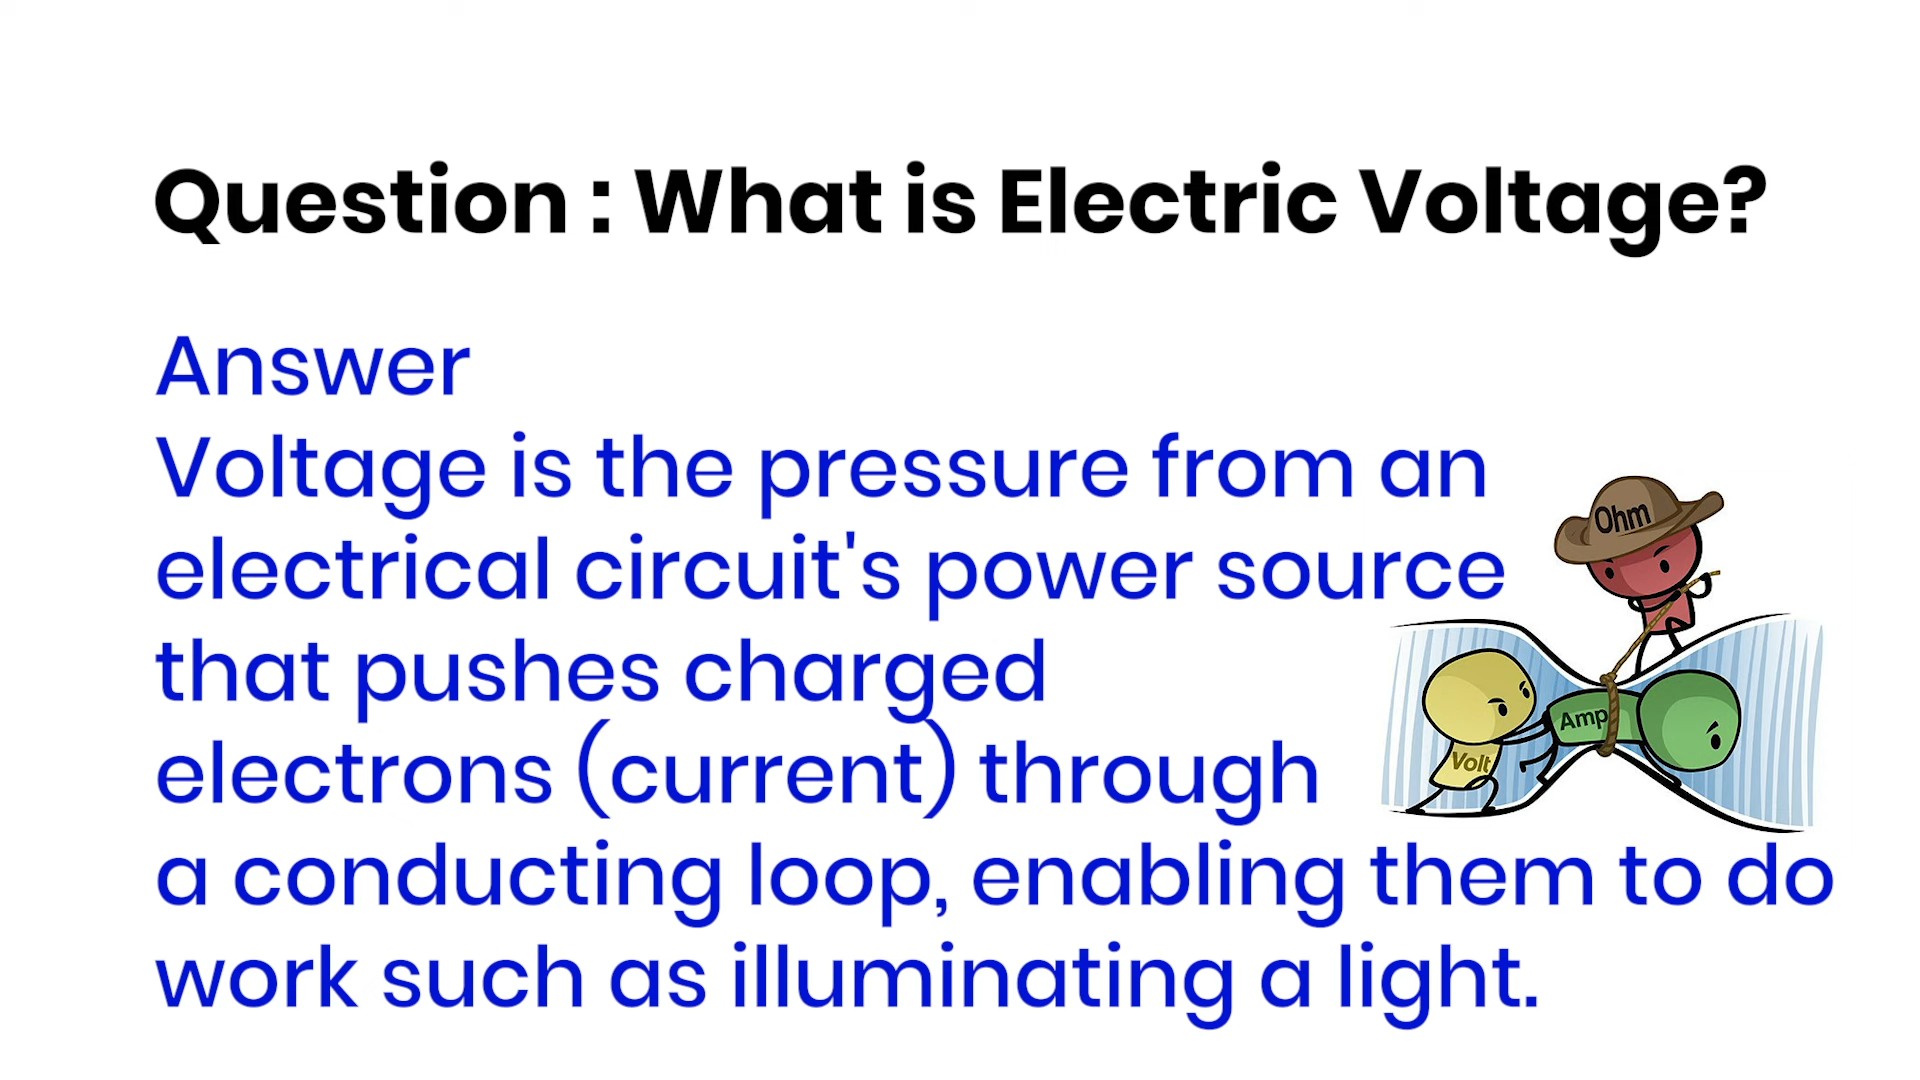 Question : What is Electric Voltage?
Answer
Voltage is the pressure from an
electrical circuit's power source
that pushes charged
electrons (current) through
a conducting loop, enabling them to do
work such as illuminating a light.
Ohm
Amp
Volt